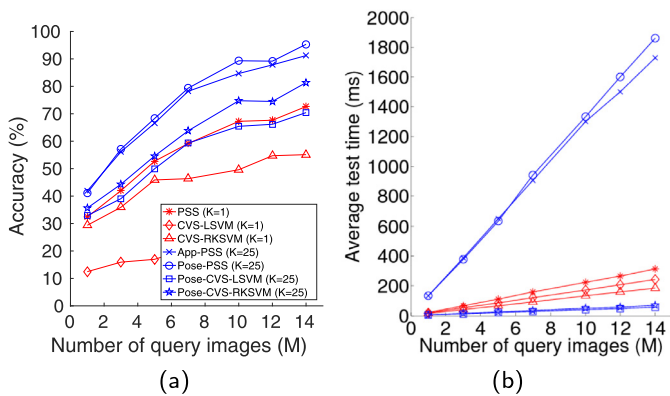 100
90
80
70
60
50
40
30
20
10
0
0 2 4 6 8 10 12 14
Accuracy (%)
Number of query images (M)
PSS (K=1)
CVS-LSVM (K=1)
CVS-RKSVM (K=1)
App-PSS (K=25)
Pose-PSS (K=25)
Pose-CVS-LSVM (K=25)
Pose-CVS-RKSVM (K=25)
(a)
2000
1800
1600
1400
1200
1000
800
600
400
200
0
0 2 4 6 8 10 12 14
Average test time (ms)
Number of query images (M)
(b)